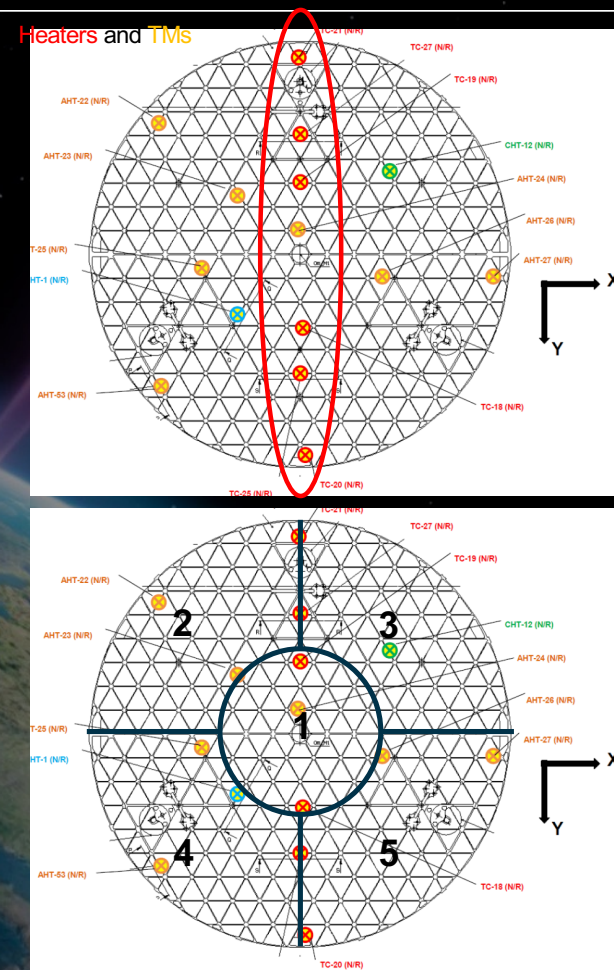 Heaters and TMs
TC-21 (N/R)
TC-27 (N/R)
TC-19 (N/R)
AHT-22 (N/R)
CHT-12 (N/R)
AHT-23 (N/R)
AHT-24 (N/R)
AHT-26 (N/R)
T-25 (N/R)
AHT-27 (N/R)
HT-1 (N/R)
X
Y
AHT-53 (N/R)
TC-18 (N/R)
TC-20 (N/R)
TC-25 (N/R)
TC-21 (N/R)
TC-27 (N/R)
TC-19 (N/R)
AHT-22 (N/R)
2
3
CHT-12 (N/R)
AHT-23 (N/R)
AHT-24 (N/R)
1
AHT-26 (N/R)
T-25 (N/R)
AHT-27 (N/R)
HT-1 (N/R)
X
Y
4
5
AHT-53 (N/R)
TC-18 (N/R)
TC-20 (N/R)